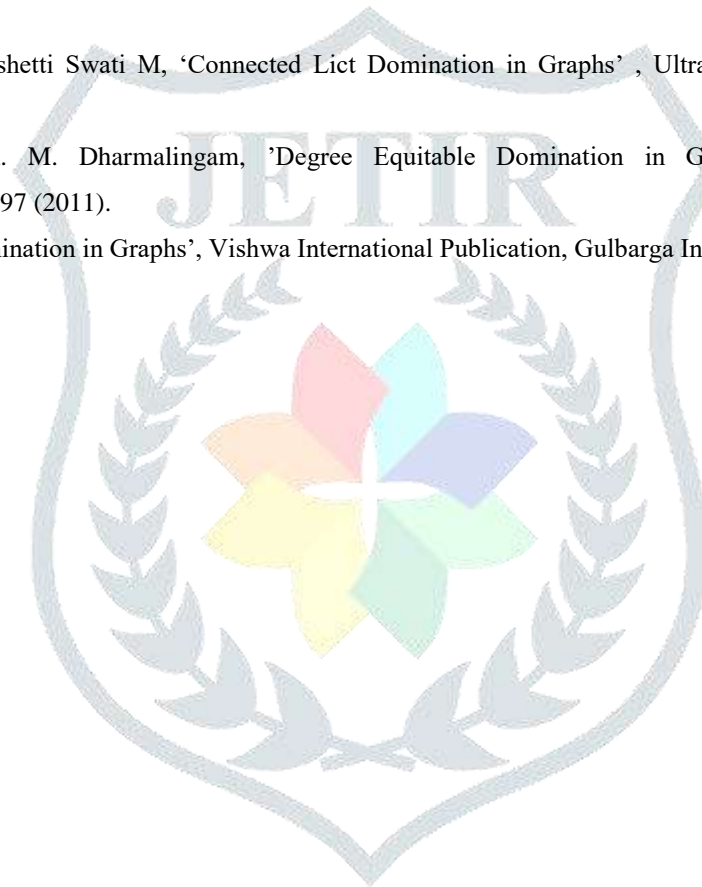 shetti Swati M, ‘Connected Lict Domination in Graphs’ , Ultra
. M. Dharmalingam, ’Degree Equitable Domination in G
97 (2011).
JETIR
ination in Graphs’, Vishwa International Publication, Gulbarga In